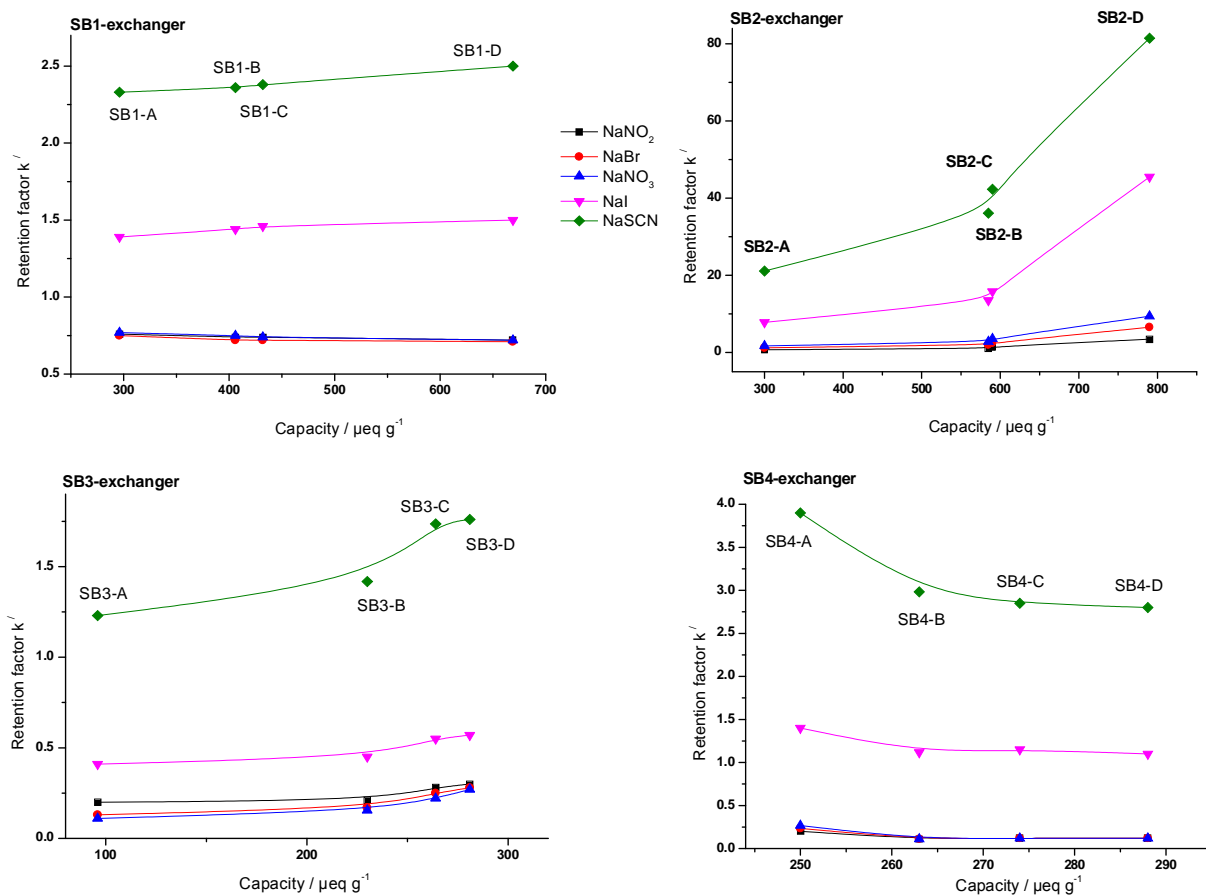 SB1-exchanger
SB1-A
SB1-B
SB1-C
SB1-D
2.5
2.0
1.5
1.0
0.5
Retention factor k′
300 400 500 600 700
Capacity / µeq g⁻¹
NaNO₂
NaBr
NaNO₃
NaI
NaSCN
SB2-exchanger
SB2-A
SB2-B
SB2-C
SB2-D
80
60
40
20
0
Retention factor k′
300 400 500 600 700 800
Capacity / µeq g⁻¹
SB3-exchanger
SB3-A
SB3-B
SB3-C
SB3-D
1.5
1.0
0.5
0.0
Retention factor k′
100 200 300
Capacity / µeq g⁻¹
SB4-exchanger
SB4-A
SB4-B
SB4-C
SB4-D
4.0
3.5
3.0
2.5
2.0
1.5
1.0
0.5
0.0
Retention factor k′
250 260 270 280 290
Capacity / µeq g⁻¹